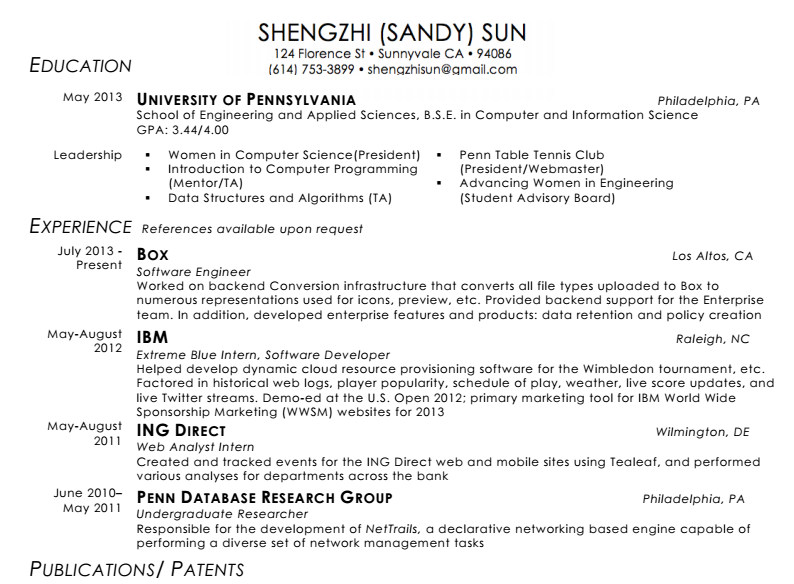 SHENGZHI (SANDY) SUN
124 Florence St • Sunnyvale CA • 94086
(614) 753-3899 • shengzhisun@gmail.com
EDUCATION
May 2013 UNIVERSITY OF PENNSYLVANIA Philadelphia, PA
School of Engineering and Applied Sciences, B.S.E. in Computer and Information Science
GPA: 3.44/4.00
Leadership ▪ Women in Computer Science(President) ▪ Penn Table Tennis Club
▪ Introduction to Computer Programming (President/Webmaster)
(Mentor/TA) ▪ Advancing Women in Engineering
▪ Data Structures and Algorithms (TA) (Student Advisory Board)
EXPERIENCE References available upon request
July 2013 - BOX Los Altos, CA
Present
Software Engineer
Worked on backend Conversion infrastructure that converts all file types uploaded to Box to
numerous representations used for icons, preview, etc. Provided backend support for the Enterprise
team. In addition, developed enterprise features and products: data retention and policy creation
May-August IBM Raleigh, NC
2012
Extreme Blue Intern, Software Developer
Helped develop dynamic cloud resource provisioning software for the Wimbledon tournament, etc.
Factored in historical web logs, player popularity, schedule of play, weather, live score updates, and
live Twitter streams. Demo-ed at the U.S. Open 2012; primary marketing tool for IBM World Wide
Sponsorship Marketing (WWSM) websites for 2013
May-August ING DIRECT Wilmington, DE
2011
Web Analyst Intern
Created and tracked events for the ING Direct web and mobile sites using Tealeaf, and performed
various analyses for departments across the bank
June 2010– PENN DATABASE RESEARCH GROUP Philadelphia, PA
May 2011
Undergraduate Researcher
Responsible for the development of NetTrails, a declarative networking based engine capable of
performing a diverse set of network management tasks
PUBLICATIONS/ PATENTS